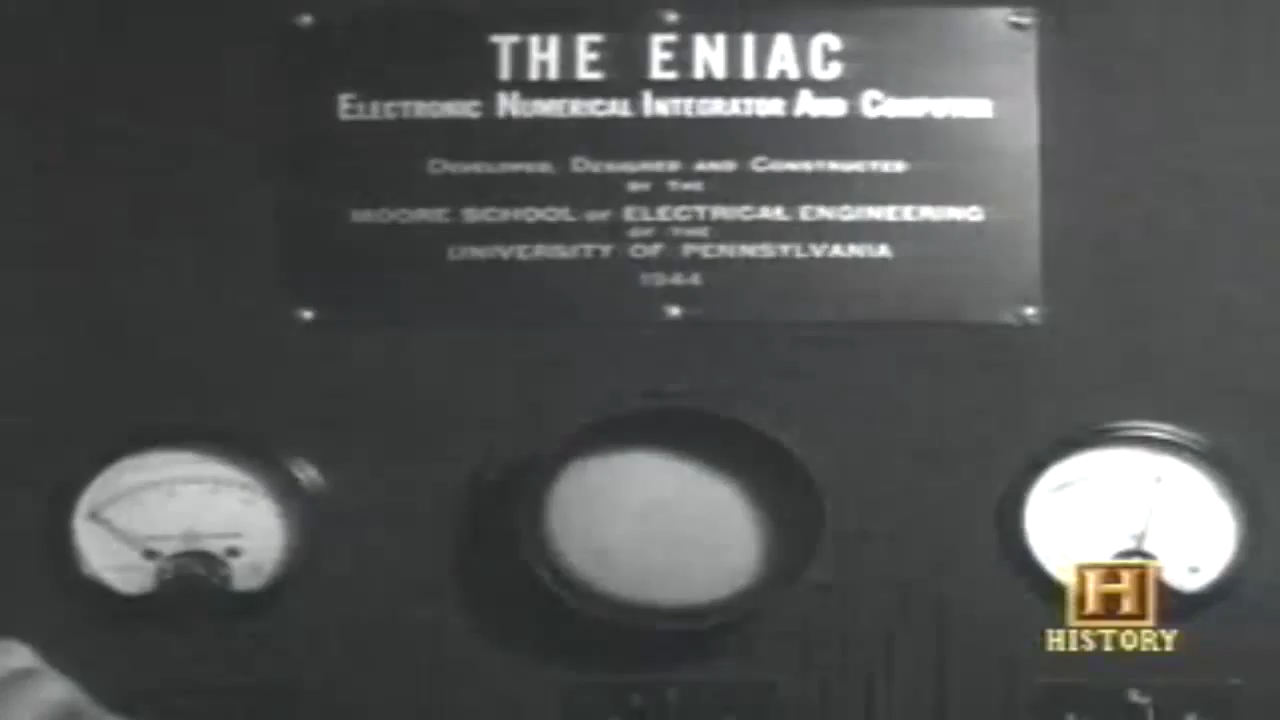 THE ENIAC
ELECTRONIC NUMERICAL INTEGRATOR AND COMPUTER
DEVELOPED, DESIGNED AND CONSTRUCTED
BY THE
MOORE SCHOOL OF ELECTRICAL ENGINEERING
OF THE
UNIVERSITY OF PENNSYLVANIA
1944
H
HISTORY